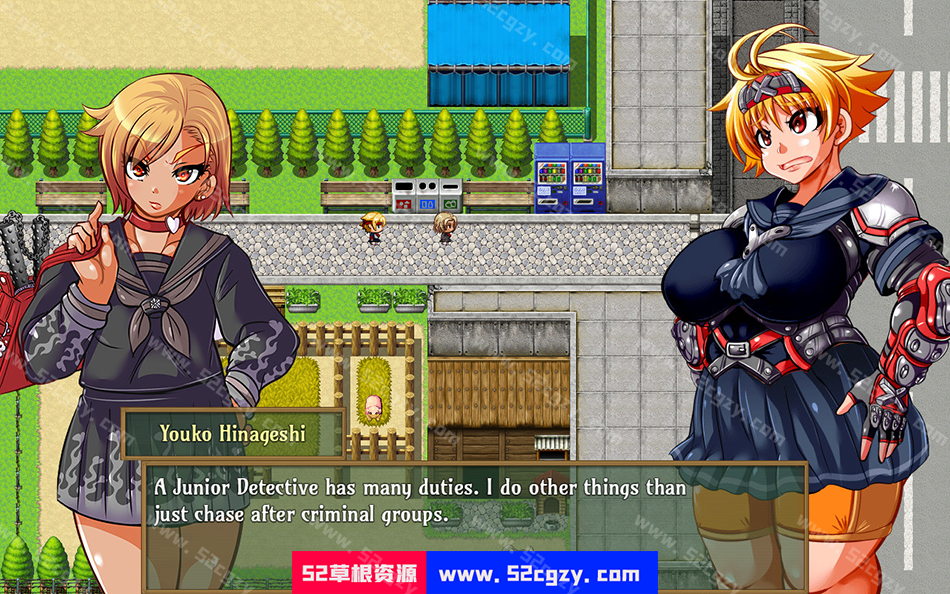 Youko Hinageshi
A Junior Detective has many duties. I do other things than
just chase after criminal groups.
52草根资源 www.52cgzy.com